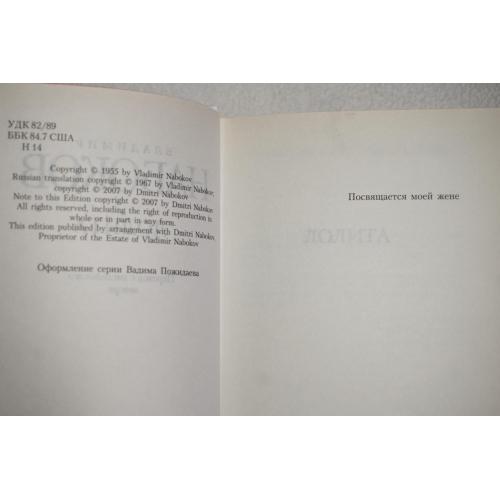 УДК 82/89
ББК 84.7 США
Н 14
Copyright © 1955 by Vladimir Nabokov
Russian translation copyright © 1967 by Vladimir Nabokov,
copyright © 2007 by Dmitri Nabokov
Note to this Edition copyright © 2007 by Dmitri Nabokov
All rights reserved, including the right of reproduction in
whole or in part in any form.
This edition published by arrangement with Dmitri Nabokov,
Proprietor of the Estate of Vladimir Nabokov
Оформление серии Вадима Пожидаева
Посвящается моей жене